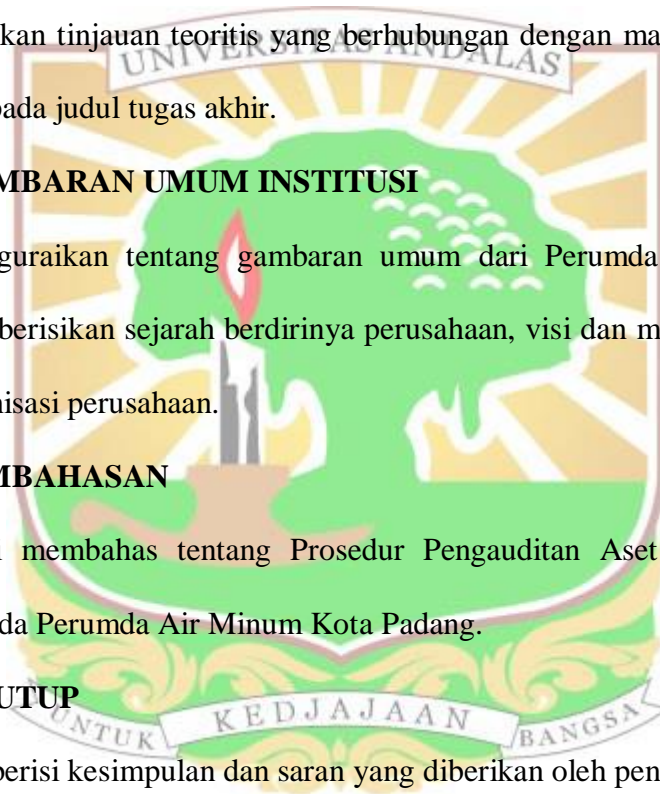 kan tinjauan teoritis yang berhubungan dengan ma
UNIVERSITAS ANDALAS
pada judul tugas akhir.
MBARAN UMUM INSTITUSI
guraikan tentang gambaran umum dari Perumda
berisikan sejarah berdirinya perusahaan, visi dan m
nisasi perusahaan.
MBAHASAN
i membahas tentang Prosedur Pengauditan Aset
da Perumda Air Minum Kota Padang.
UTUP
UNTUK KEDJAJAAN BANGSA
berisi kesimpulan dan saran yang diberikan oleh pen